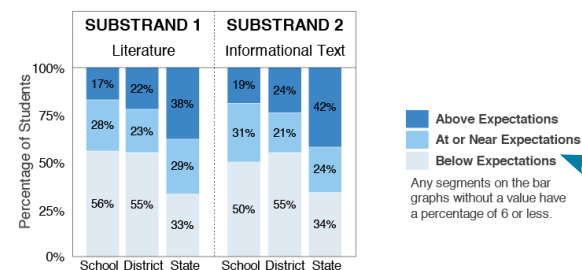 SUBSTRAND 1 SUBSTRAND 2
Literature Informational Text
Percentage of Students
100%
75%
50%
25%
0%
17% 22% 38% 19% 24% 42%
28% 23% 29% 31% 21% 24%
56% 55% 33% 50% 55% 34%
School District State School District State
Above Expectations
At or Near Expectations
Below Expectations
Any segments on the bar
graphs without a value have
a percentage of 6 or less.